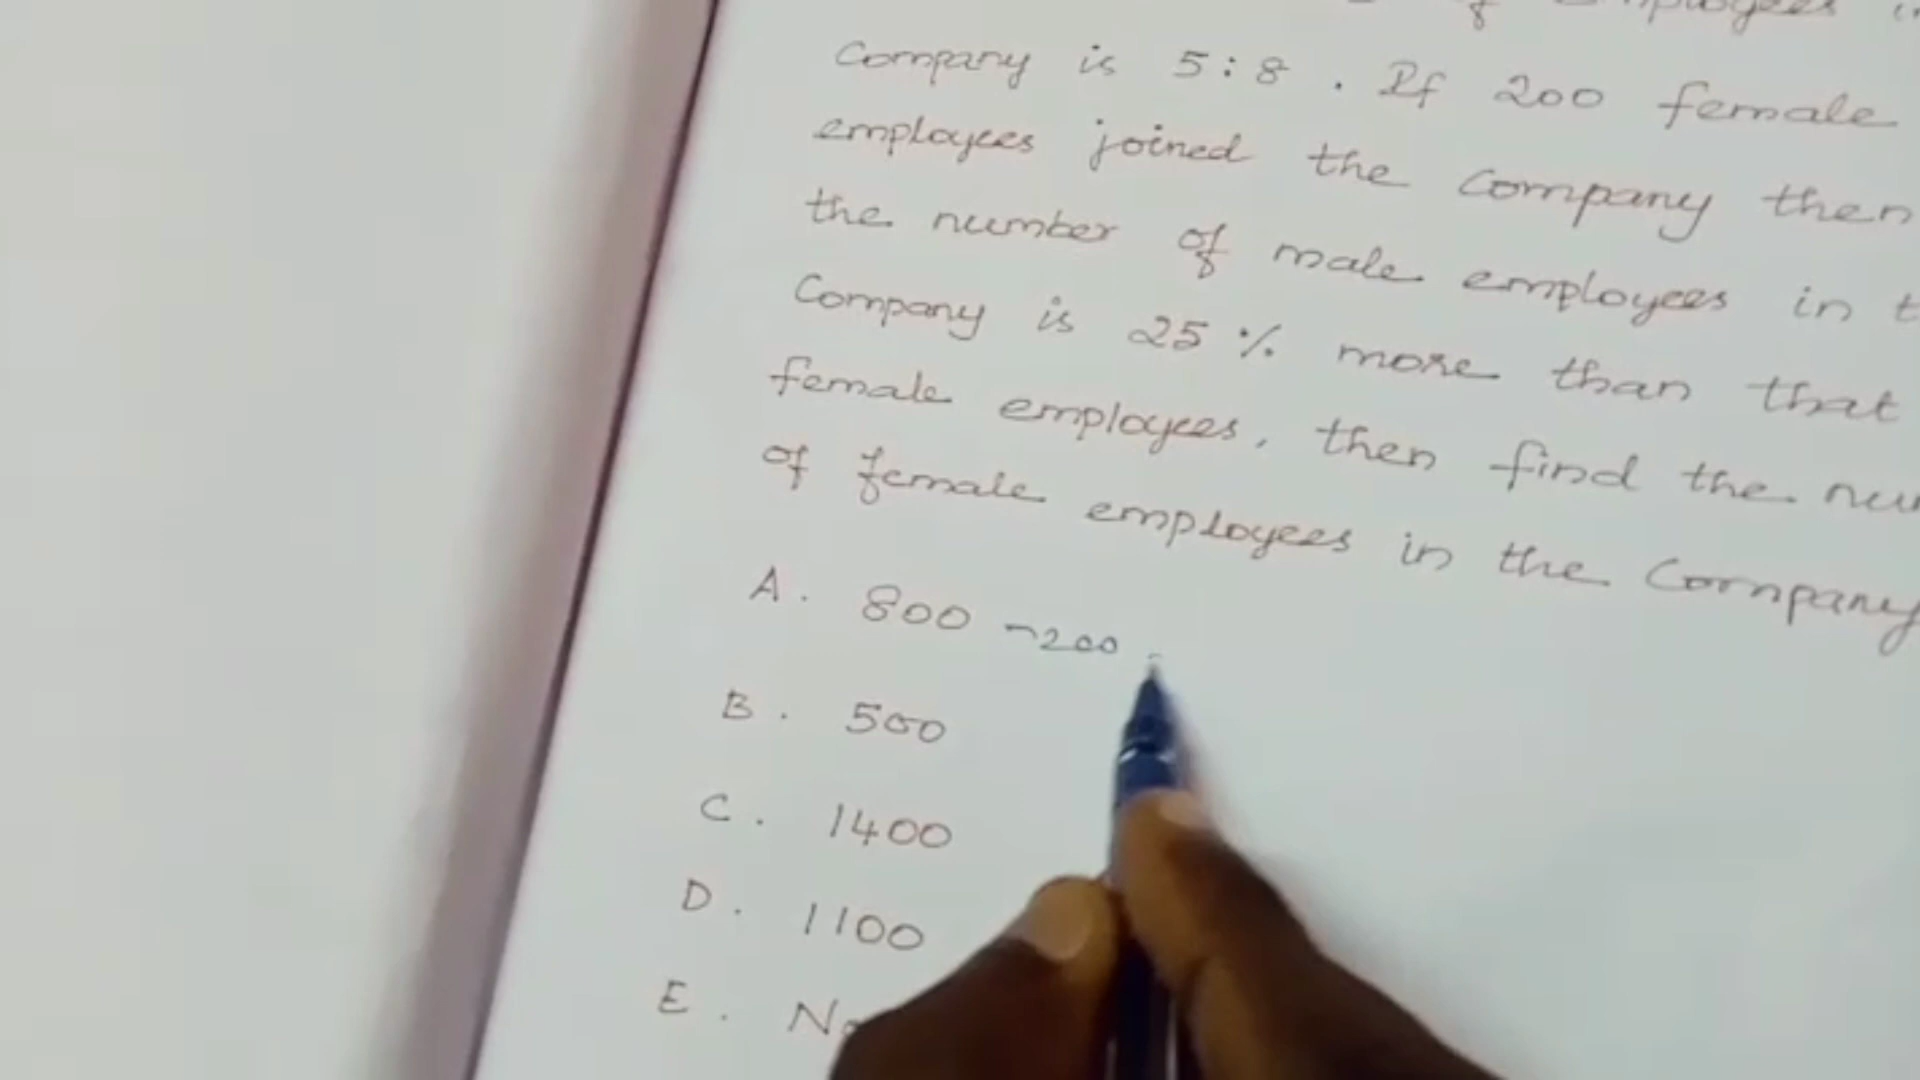 Company is 5:8 . If 200 female
employees joined the Company then
the number of male employees in
Company is 25 % more than that
female employees, then find the
of female employees in the Company
A. 800 -200
B. 500
C. 1400
D. 1100
E.